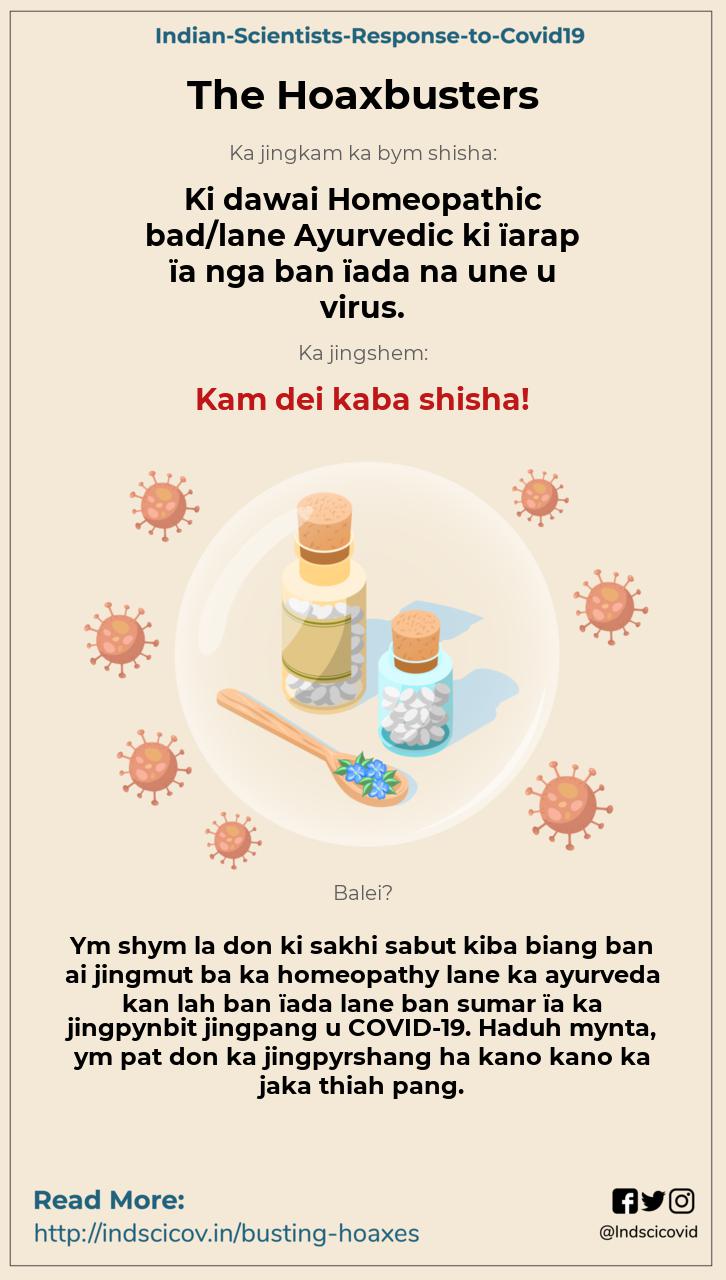 Indian-Scientists-Response-to-Covid19
The Hoaxbusters
Ka jingkam ka bym shisha:
Ki dawai Homeopathic
bad/lane Ayurvedic ki ïarap
ïa nga ban ïada na une u
virus.
Ka jingshem:
Kam dei kaba shisha!
Balei?
Ym shym la don ki sakhi sabut kiba biang ban
ai jingmut ba ka homeopathy lane ka ayurveda
kan lah ban ïada lane ban sumar ïa ka
jingpynbit jingpang u COVID-19. Haduh mynta,
ym pat don ka jingpyrshang ha kano kano ka
jaka thiah pang.
Read More:
http://indscicov.in/busting-hoaxes
@Indscicovid